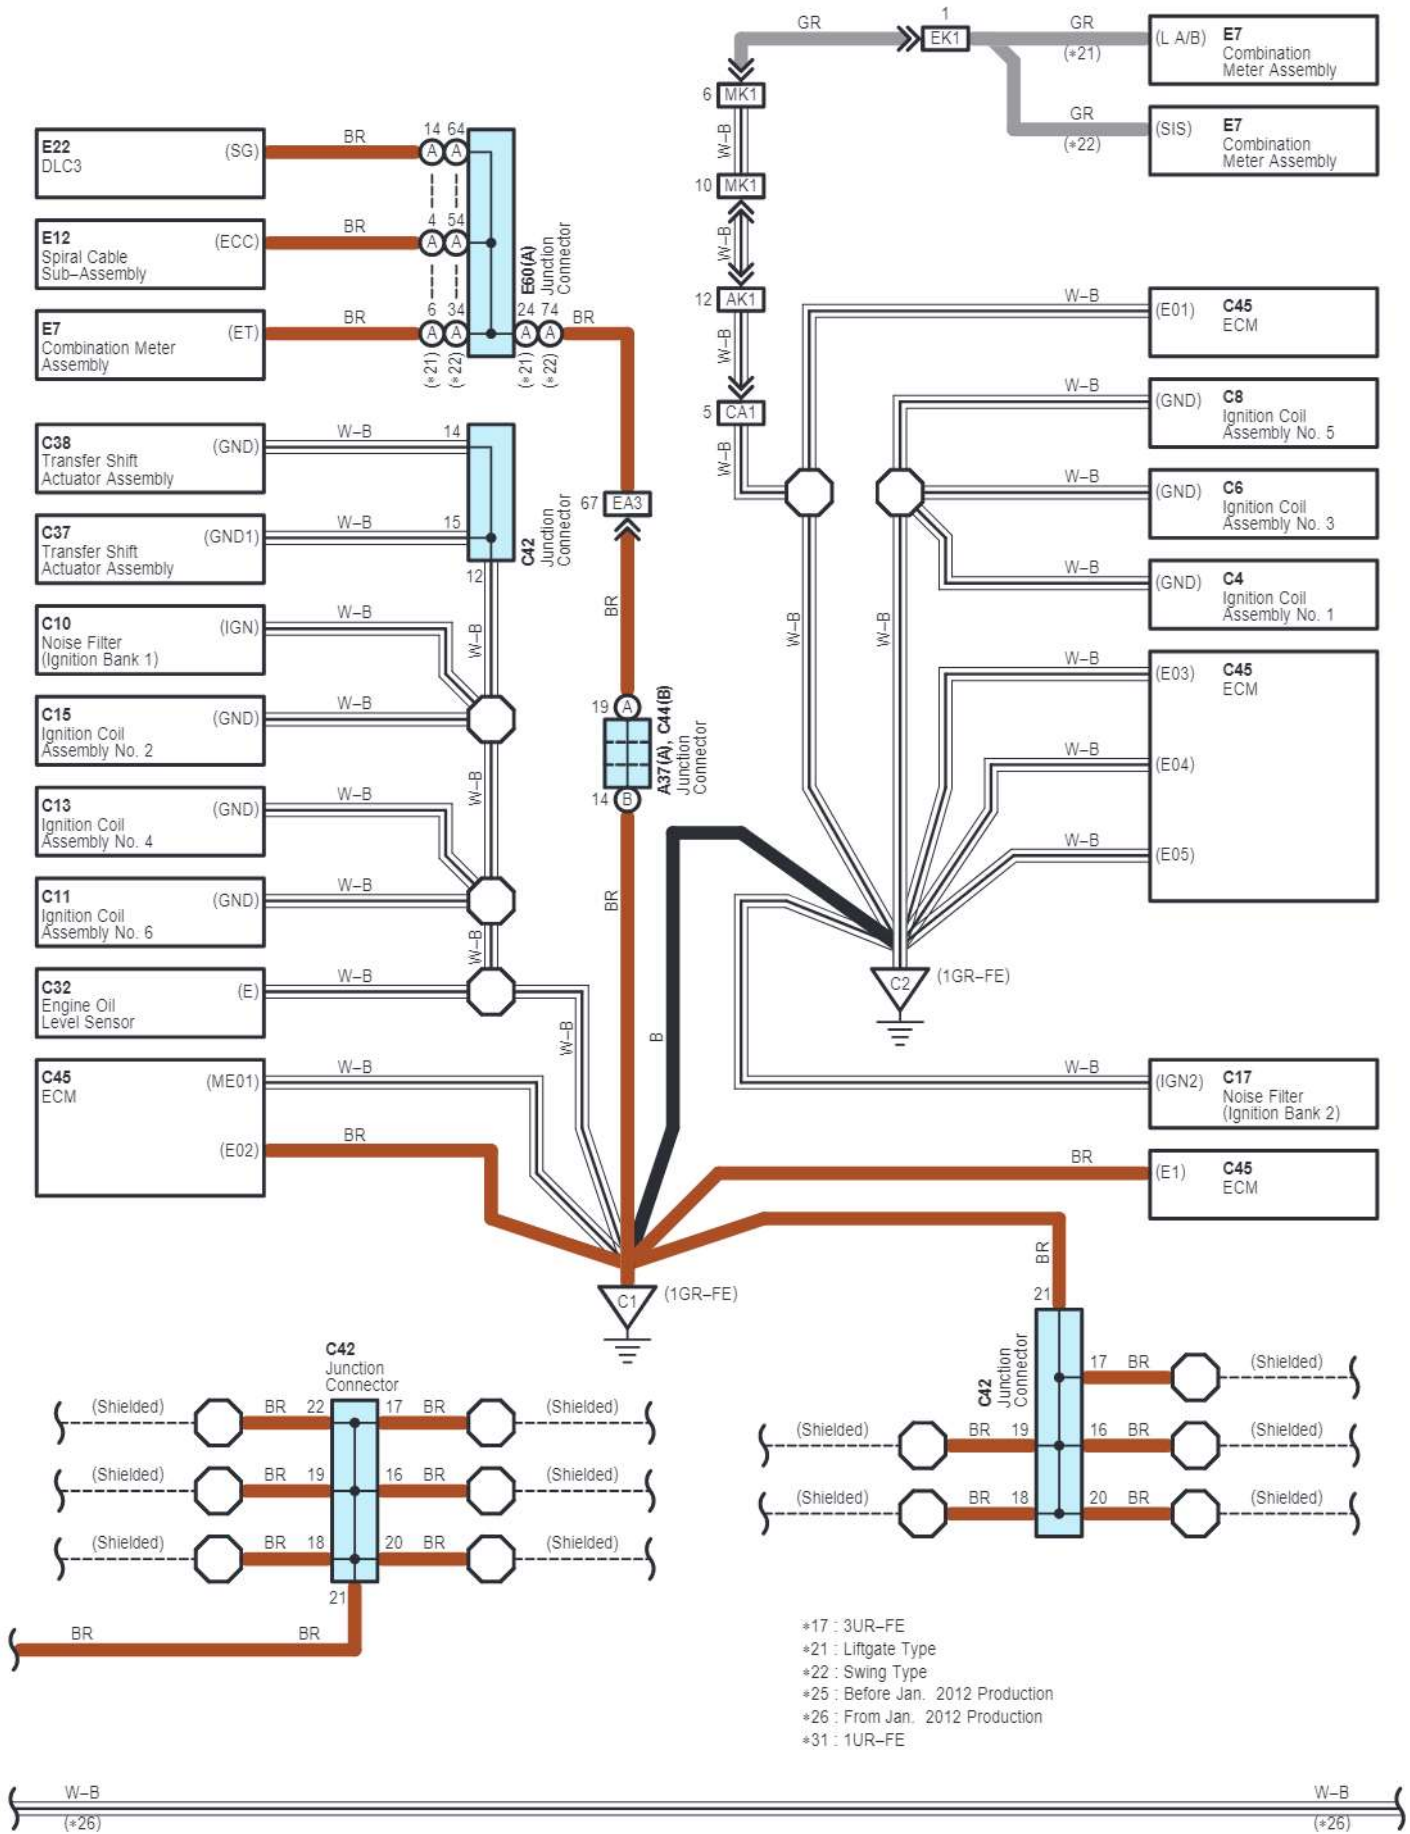 GR
1
EK1
GR
(∗21)
(L A/B)
E7
Combination
Meter Assembly
6
MK1
GR
(∗22)
(SIS)
E7
Combination
Meter Assembly
W–B
10
MK1
W–B
12
AK1
W–B
5
CA1
W–B
E22
DLC3
(SG)
BR
14
64
A
A
E12
Spiral Cable
Sub–Assembly
(ECC)
BR
4
54
A
A
E7
Combination Meter
Assembly
(ET)
BR
6
34
A
A
(∗21)
(∗22)
E60(A)
Junction
Connector
24
74
A
A
(∗21)
(∗22)
BR
C38
Transfer Shift
Actuator Assembly
(GND)
W–B
14
C37
Transfer Shift
Actuator Assembly
(GND1)
W–B
15
12
C42
Junction
Connector
67
EA3
BR
W–B
(E01)
C45
ECM
W–B
(GND)
C8
Ignition Coil
Assembly No. 5
W–B
(GND)
C6
Ignition Coil
Assembly No. 3
W–B
(GND)
C4
Ignition Coil
Assembly No. 1
W–B
W–B
C10
Noise Filter
(Ignition Bank 1)
(IGN)
W–B
W–B
C15
Ignition Coil
Assembly No. 2
(GND)
W–B
W–B
C13
Ignition Coil
Assembly No. 4
(GND)
W–B
C11
Ignition Coil
Assembly No. 6
(GND)
W–B
W–B
C32
Engine Oil
Level Sensor
(E)
W–B
W–B
C45
ECM
(ME01)
W–B
(E02)
BR
19
A
A37(A), C44(B)
Junction
Connector
14
B
BR
B
W–B
(E03)
C45
ECM
W–B
(E04)
W–B
(E05)
C2
(1GR–FE)
W–B
(IGN2)
C17
Noise Filter
(Ignition Bank 2)
BR
(E1)
C45
ECM
C1
(1GR–FE)
BR
21
C42
Junction
Connector
17
BR
(Shielded)
(Shielded)
BR
19
16
BR
(Shielded)
(Shielded)
BR
18
20
BR
(Shielded)
C42
Junction
Connector
(Shielded)
BR
22
17
BR
(Shielded)
(Shielded)
BR
19
16
BR
(Shielded)
(Shielded)
BR
18
20
BR
(Shielded)
21
BR
BR
∗17 : 3UR–FE
∗21 : Liftgate Type
∗22 : Swing Type
∗25 : Before Jan. 2012 Production
∗26 : From Jan. 2012 Production
∗31 : 1UR–FE
W–B
(∗26)
W–B
(∗26)